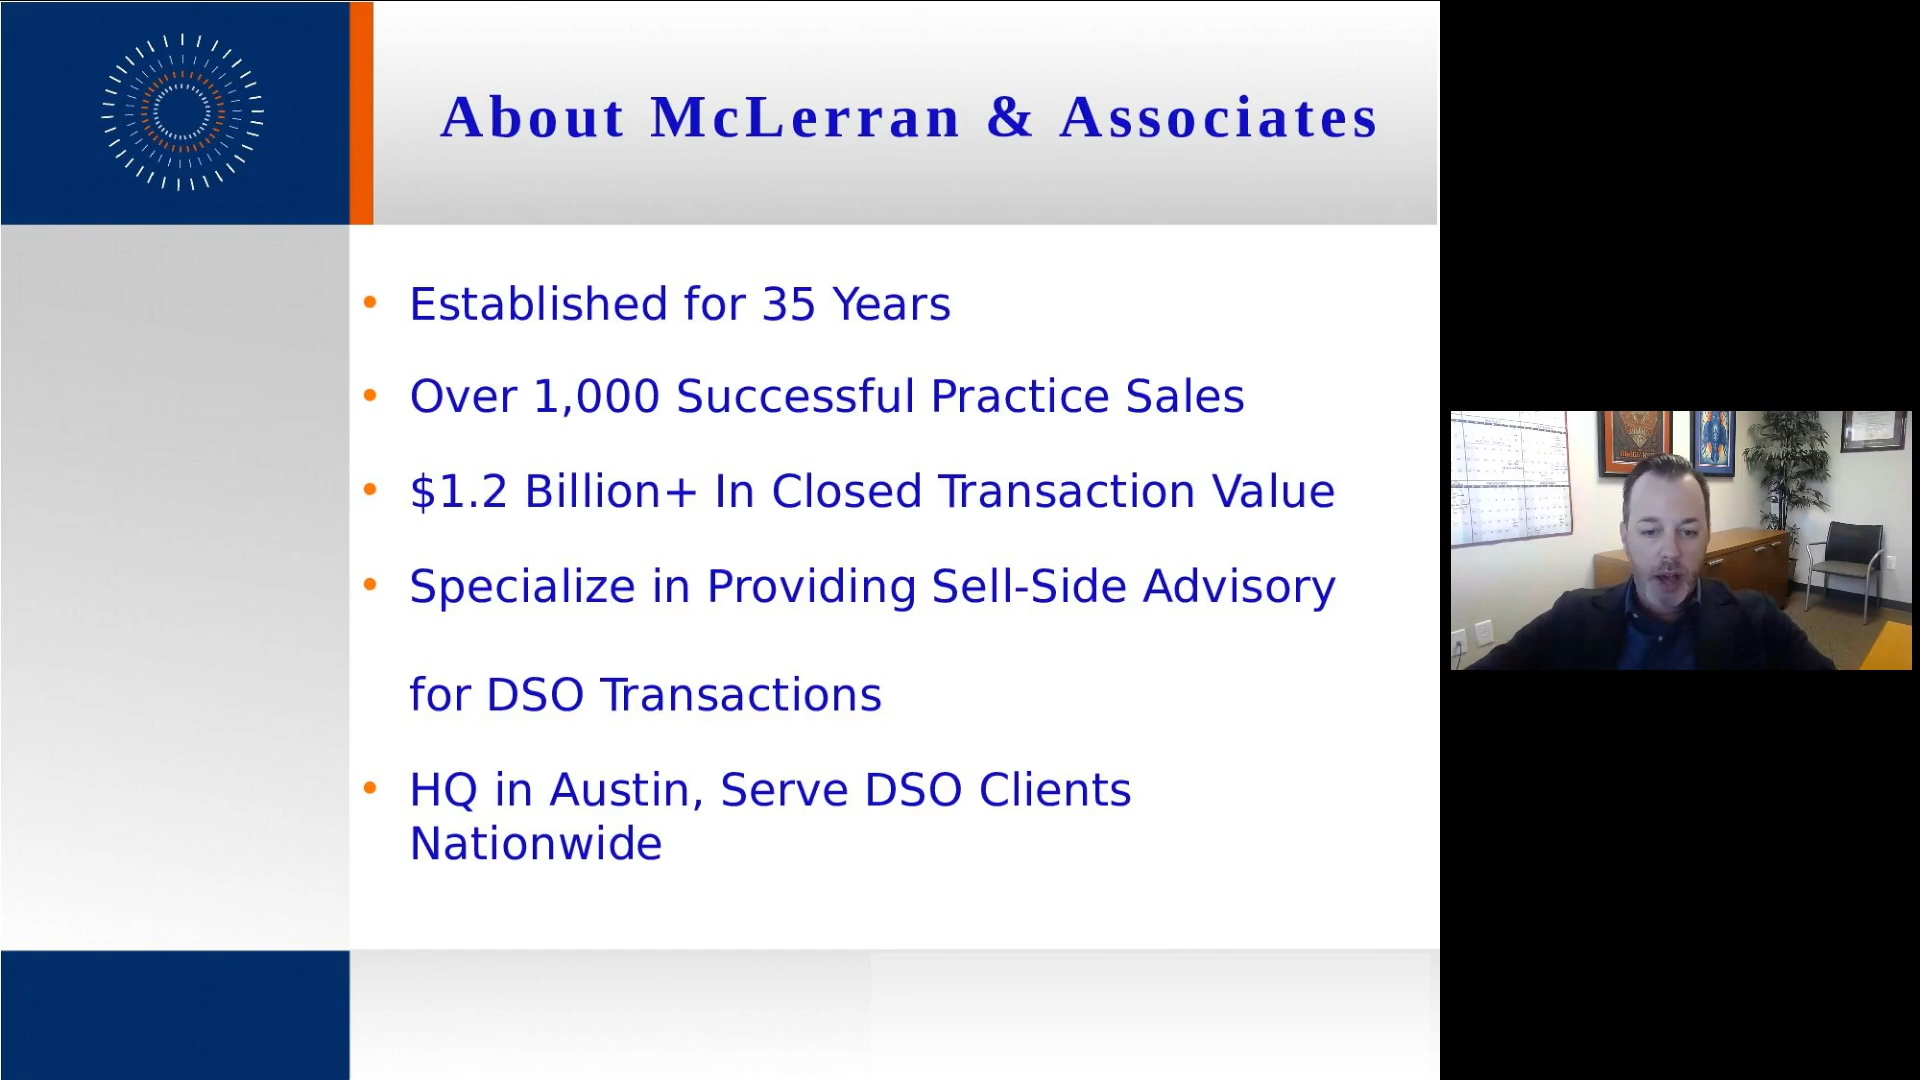 About McLerran & Associates
• Established for 35 Years
• Over 1,000 Successful Practice Sales
• $1.2 Billion+ In Closed Transaction Value
• Specialize in Providing Sell-Side Advisory
for DSO Transactions
• HQ in Austin, Serve DSO Clients
Nationwide